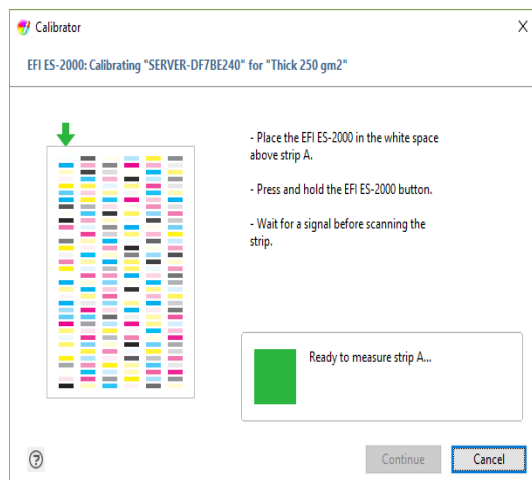 Calibrator
X
EFI ES-2000: Calibrating "SERVER-DF7BE240" for "Thick 250 gm2"
- Place the EFI ES-2000 in the white space
above strip A.
- Press and hold the EFI ES-2000 button.
- Wait for a signal before scanning the
strip.
Ready to measure strip A...
?
Continue
Cancel